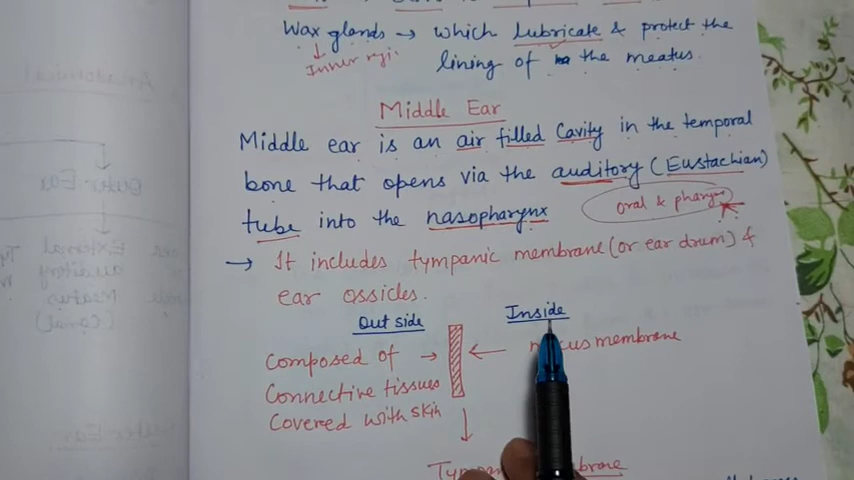 Wax glands → which lubricate & protect the
Inner
lining of the meatus.
Middle Ear
Middle ear is an air filled Cavity in the temporal
bone that opens via the auditory (Eustachian)
tube into the nasopharynx
oral & pharynx
→ It includes tympanic membrane (or ear drum) &
ear ossicles.
Out side Inside
Composed of → ← mucus membrane
Connective tissues
Covered with skin